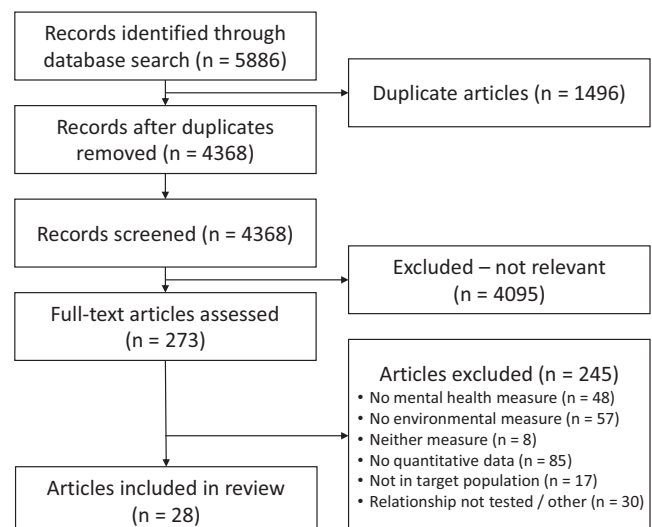 Records identified through
database search (n = 5886)
Duplicate articles (n = 1496)
Records after duplicates
removed (n = 4368)
Records screened (n = 4368)
Excluded – not relevant
(n = 4095)
Full-text articles assessed
(n = 273)
Articles excluded (n = 245)
• No mental health measure (n = 48)
• No environmental measure (n = 57)
• Neither measure (n = 8)
• No quantitative data (n = 85)
• Not in target population (n = 17)
• Relationship not tested / other (n = 30)
Articles included in review
(n = 28)